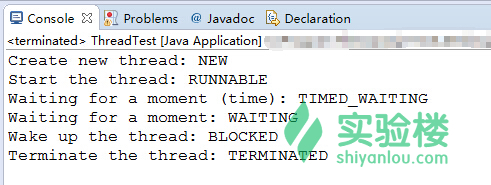 Console Problems @ Javadoc Declaration
<terminated> ThreadTest [Java Application]
Create new thread: NEW
Start the thread: RUNNABLE
Waiting for a moment (time): TIMED_WAITING
Waiting for a moment: WAITING
Wake up the thread: BLOCKED
Terminate the thread: TERMINATED
实验楼
shiyanlou.com